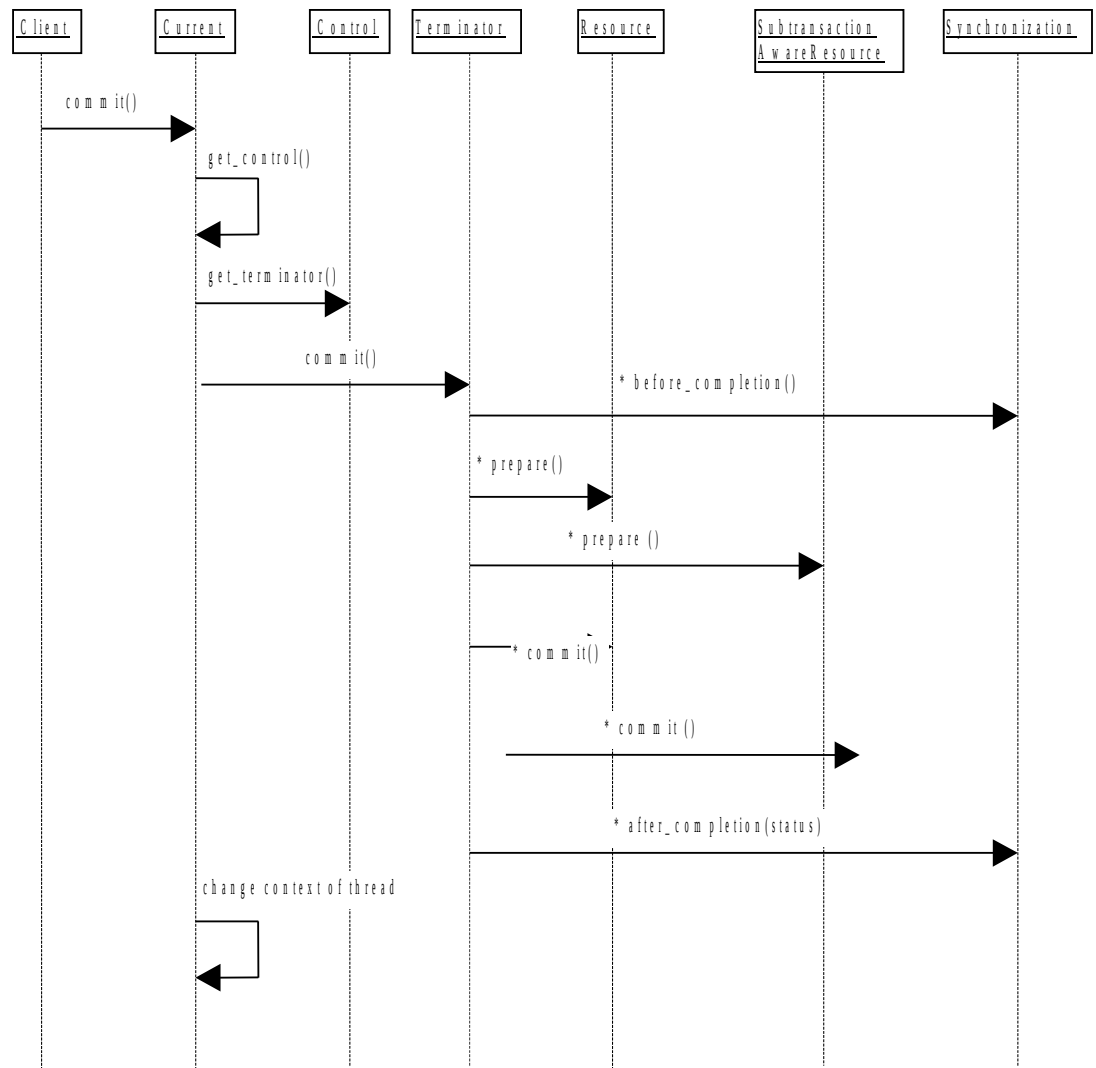 Client
Current
Control
Terminator
Resource
Subtransaction
AwareResource
Synchronization
commit()
get_control()
get_terminator()
commit()
* before_completion()
* prepare()
* prepare ()
* commit()
* commit ()
* after_completion(status)
change context of thread